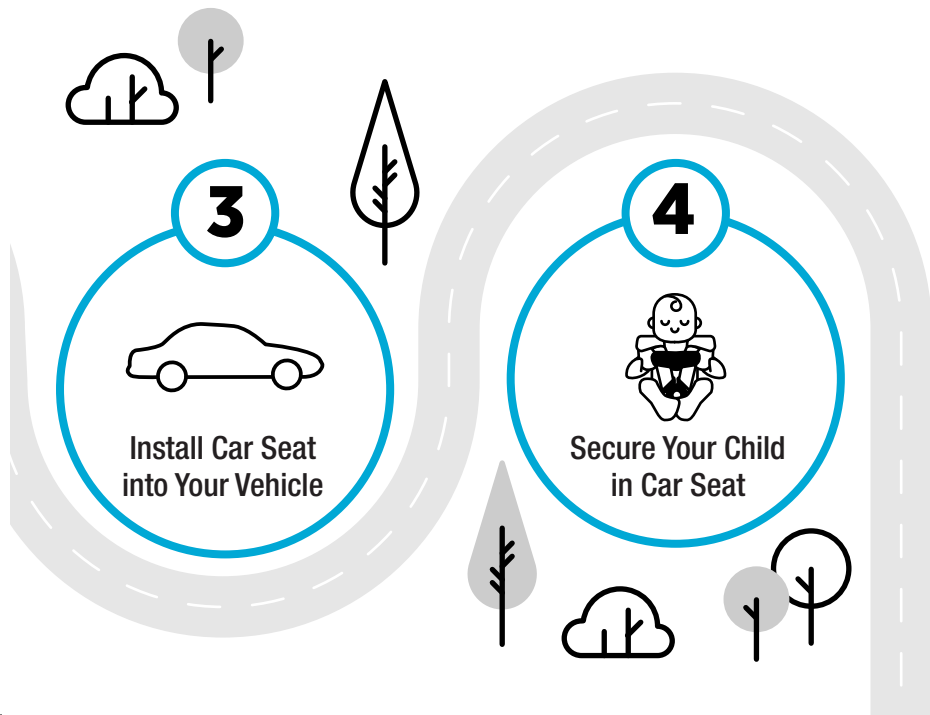 3
Install Car Seat
into Your Vehicle
4
Secure Your Child
in Car Seat